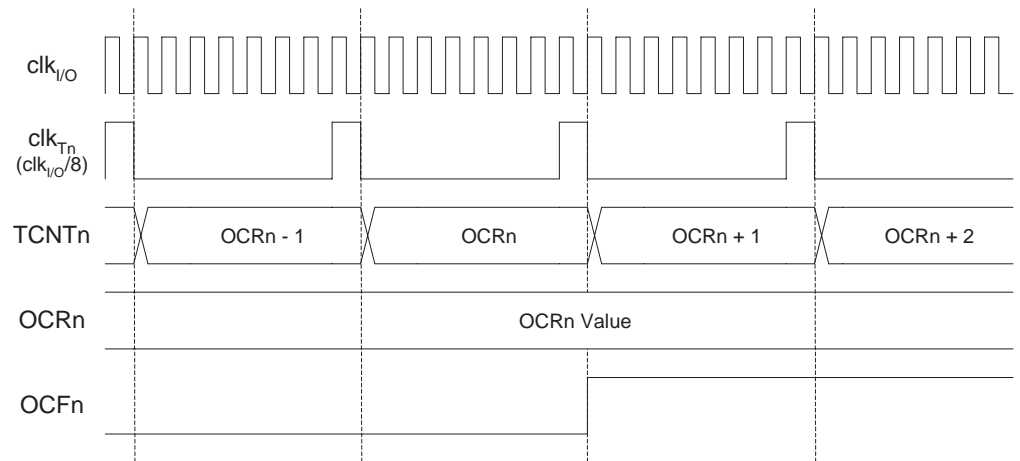 clkI/O
clkTn
(clkI/O/8)
TCNTn
OCRn - 1
OCRn
OCRn + 1
OCRn + 2
OCRn
OCRn Value
OCFn